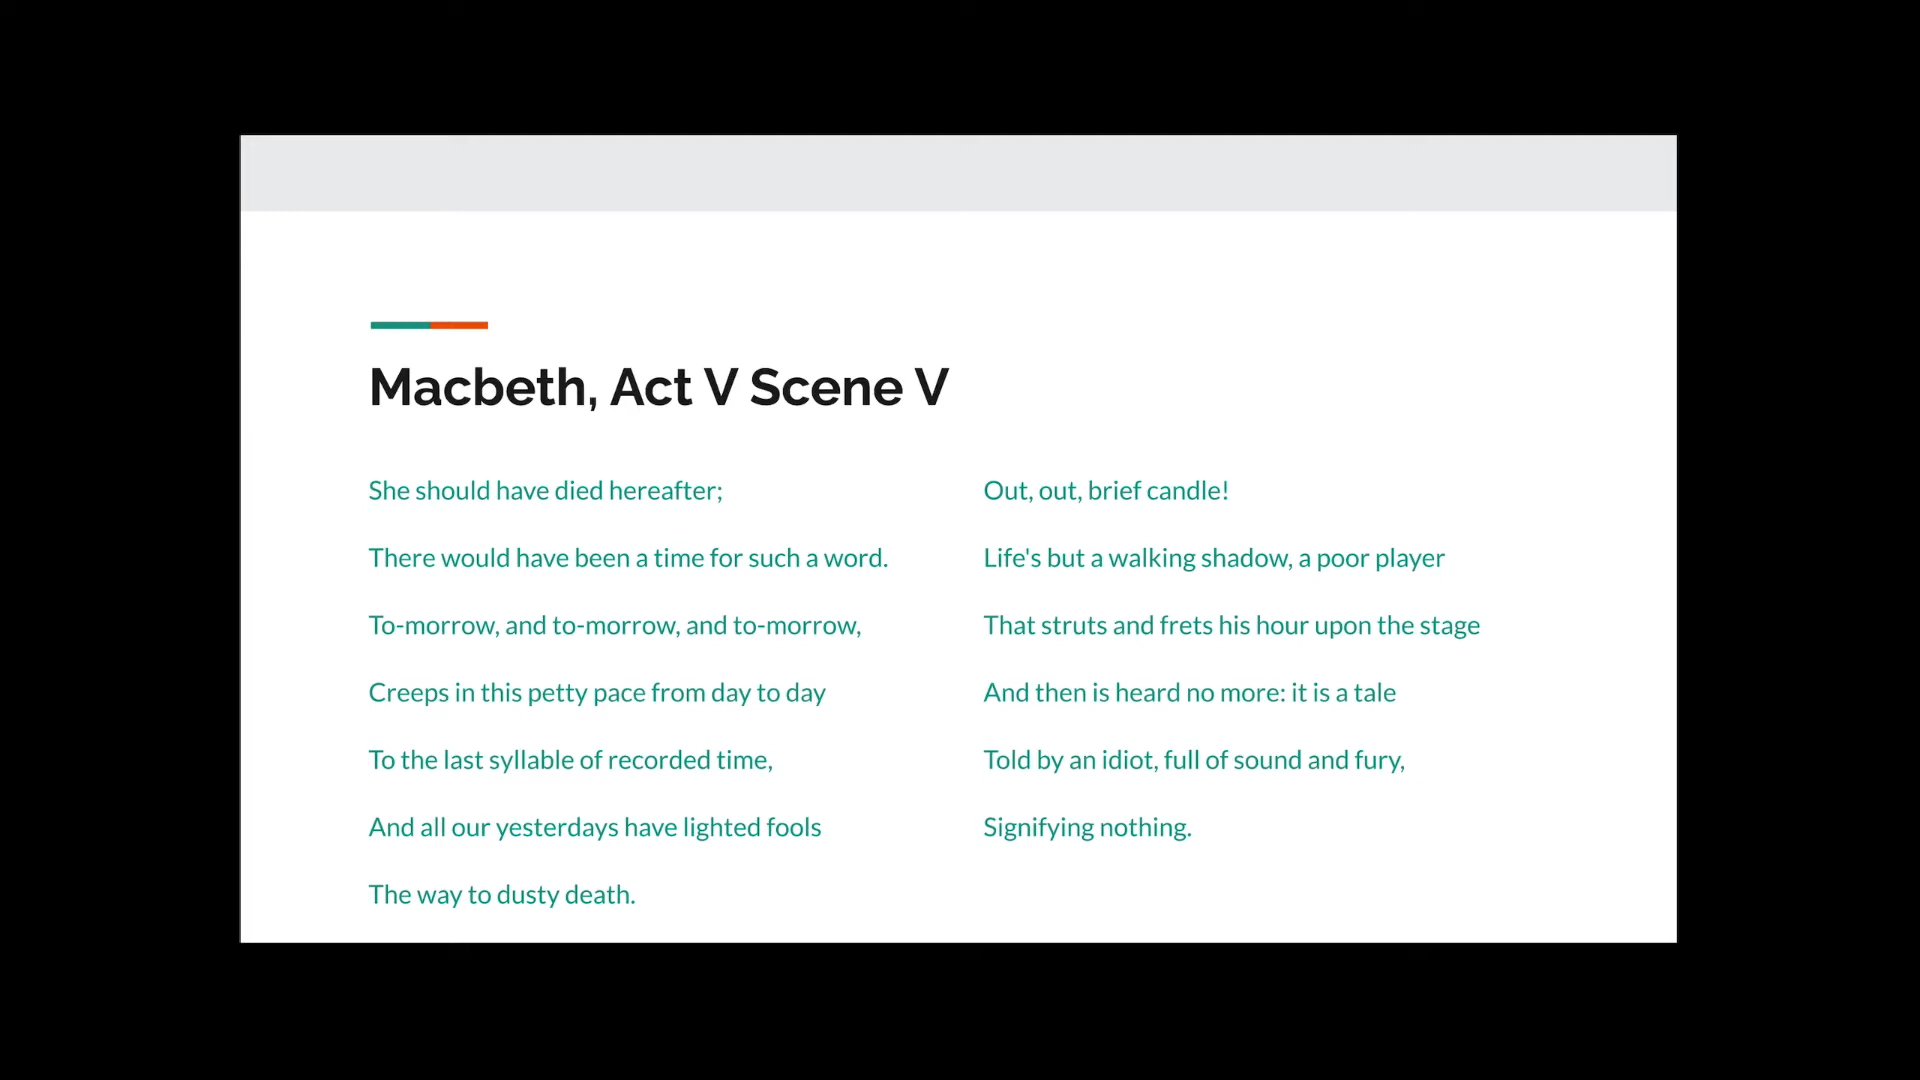 Macbeth, Act V Scene V
She should have died hereafter;
There would have been a time for such a word.
To-morrow, and to-morrow, and to-morrow,
Creeps in this petty pace from day to day
To the last syllable of recorded time,
And all our yesterdays have lighted fools
The way to dusty death.
Out, out, brief candle!
Life's but a walking shadow, a poor player
That struts and frets his hour upon the stage
And then is heard no more: it is a tale
Told by an idiot, full of sound and fury,
Signifying nothing.